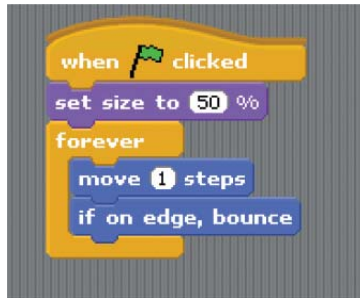 when clicked
set size to 50 %
forever
move 1 steps
if on edge, bounce